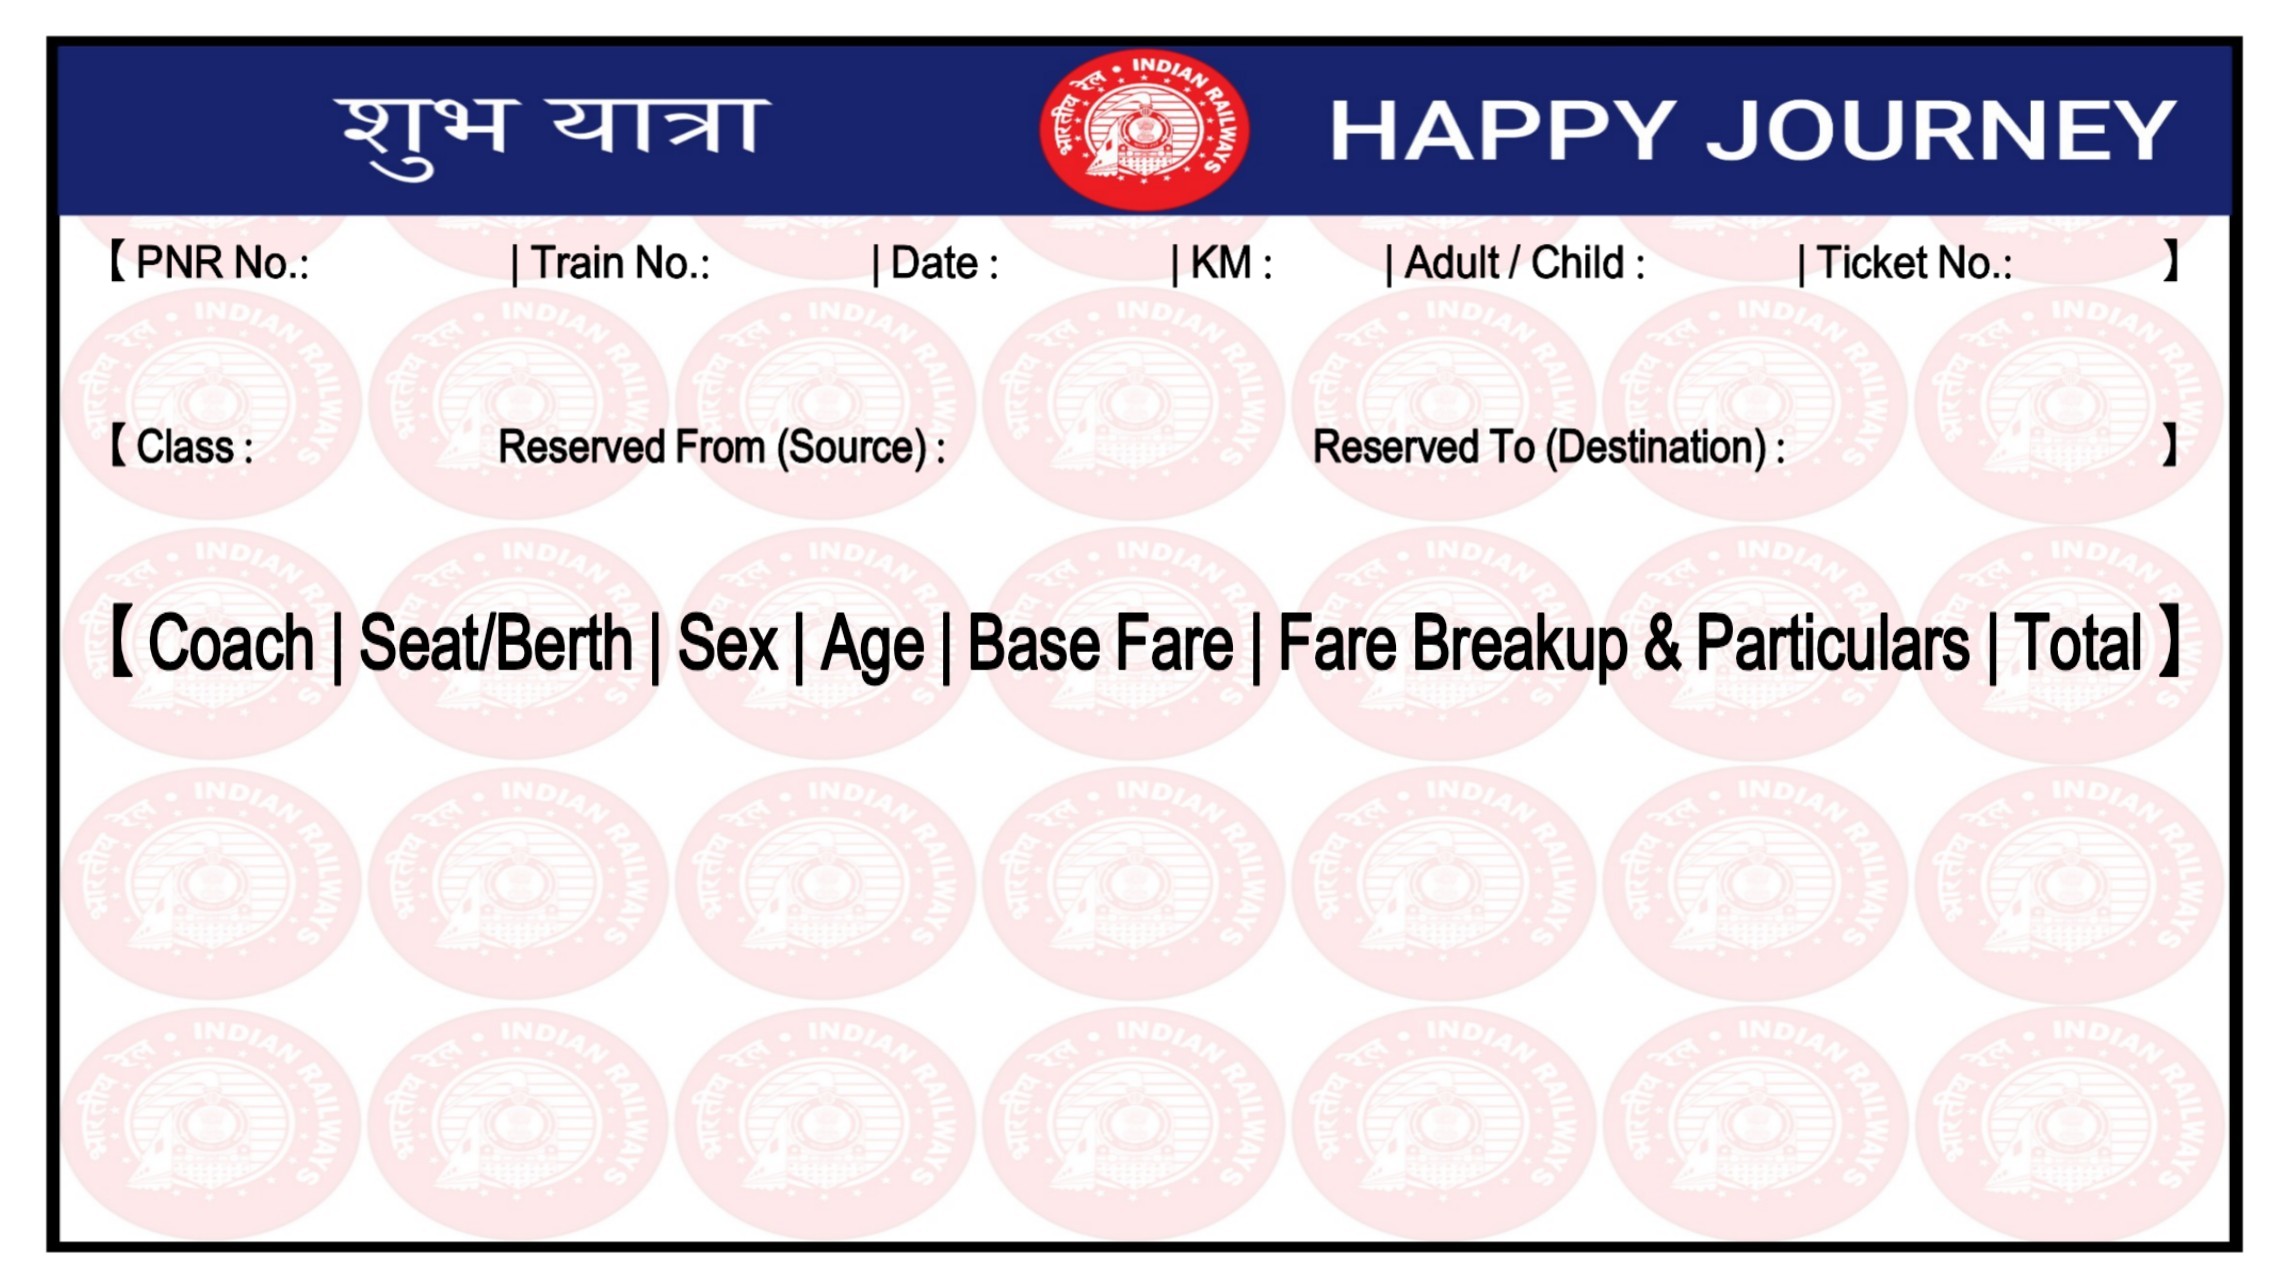 शुभ यात्रा भारतीय रेल • INDIAN RAILWAYS HAPPY JOURNEY
【 PNR No.: | Train No.: | Date : | KM : | Adult / Child : | Ticket No.: 】
【 Class : Reserved From (Source) : Reserved To (Destination) : 】
【 Coach | Seat/Berth | Sex | Age | Base Fare | Fare Breakup & Particulars | Total 】